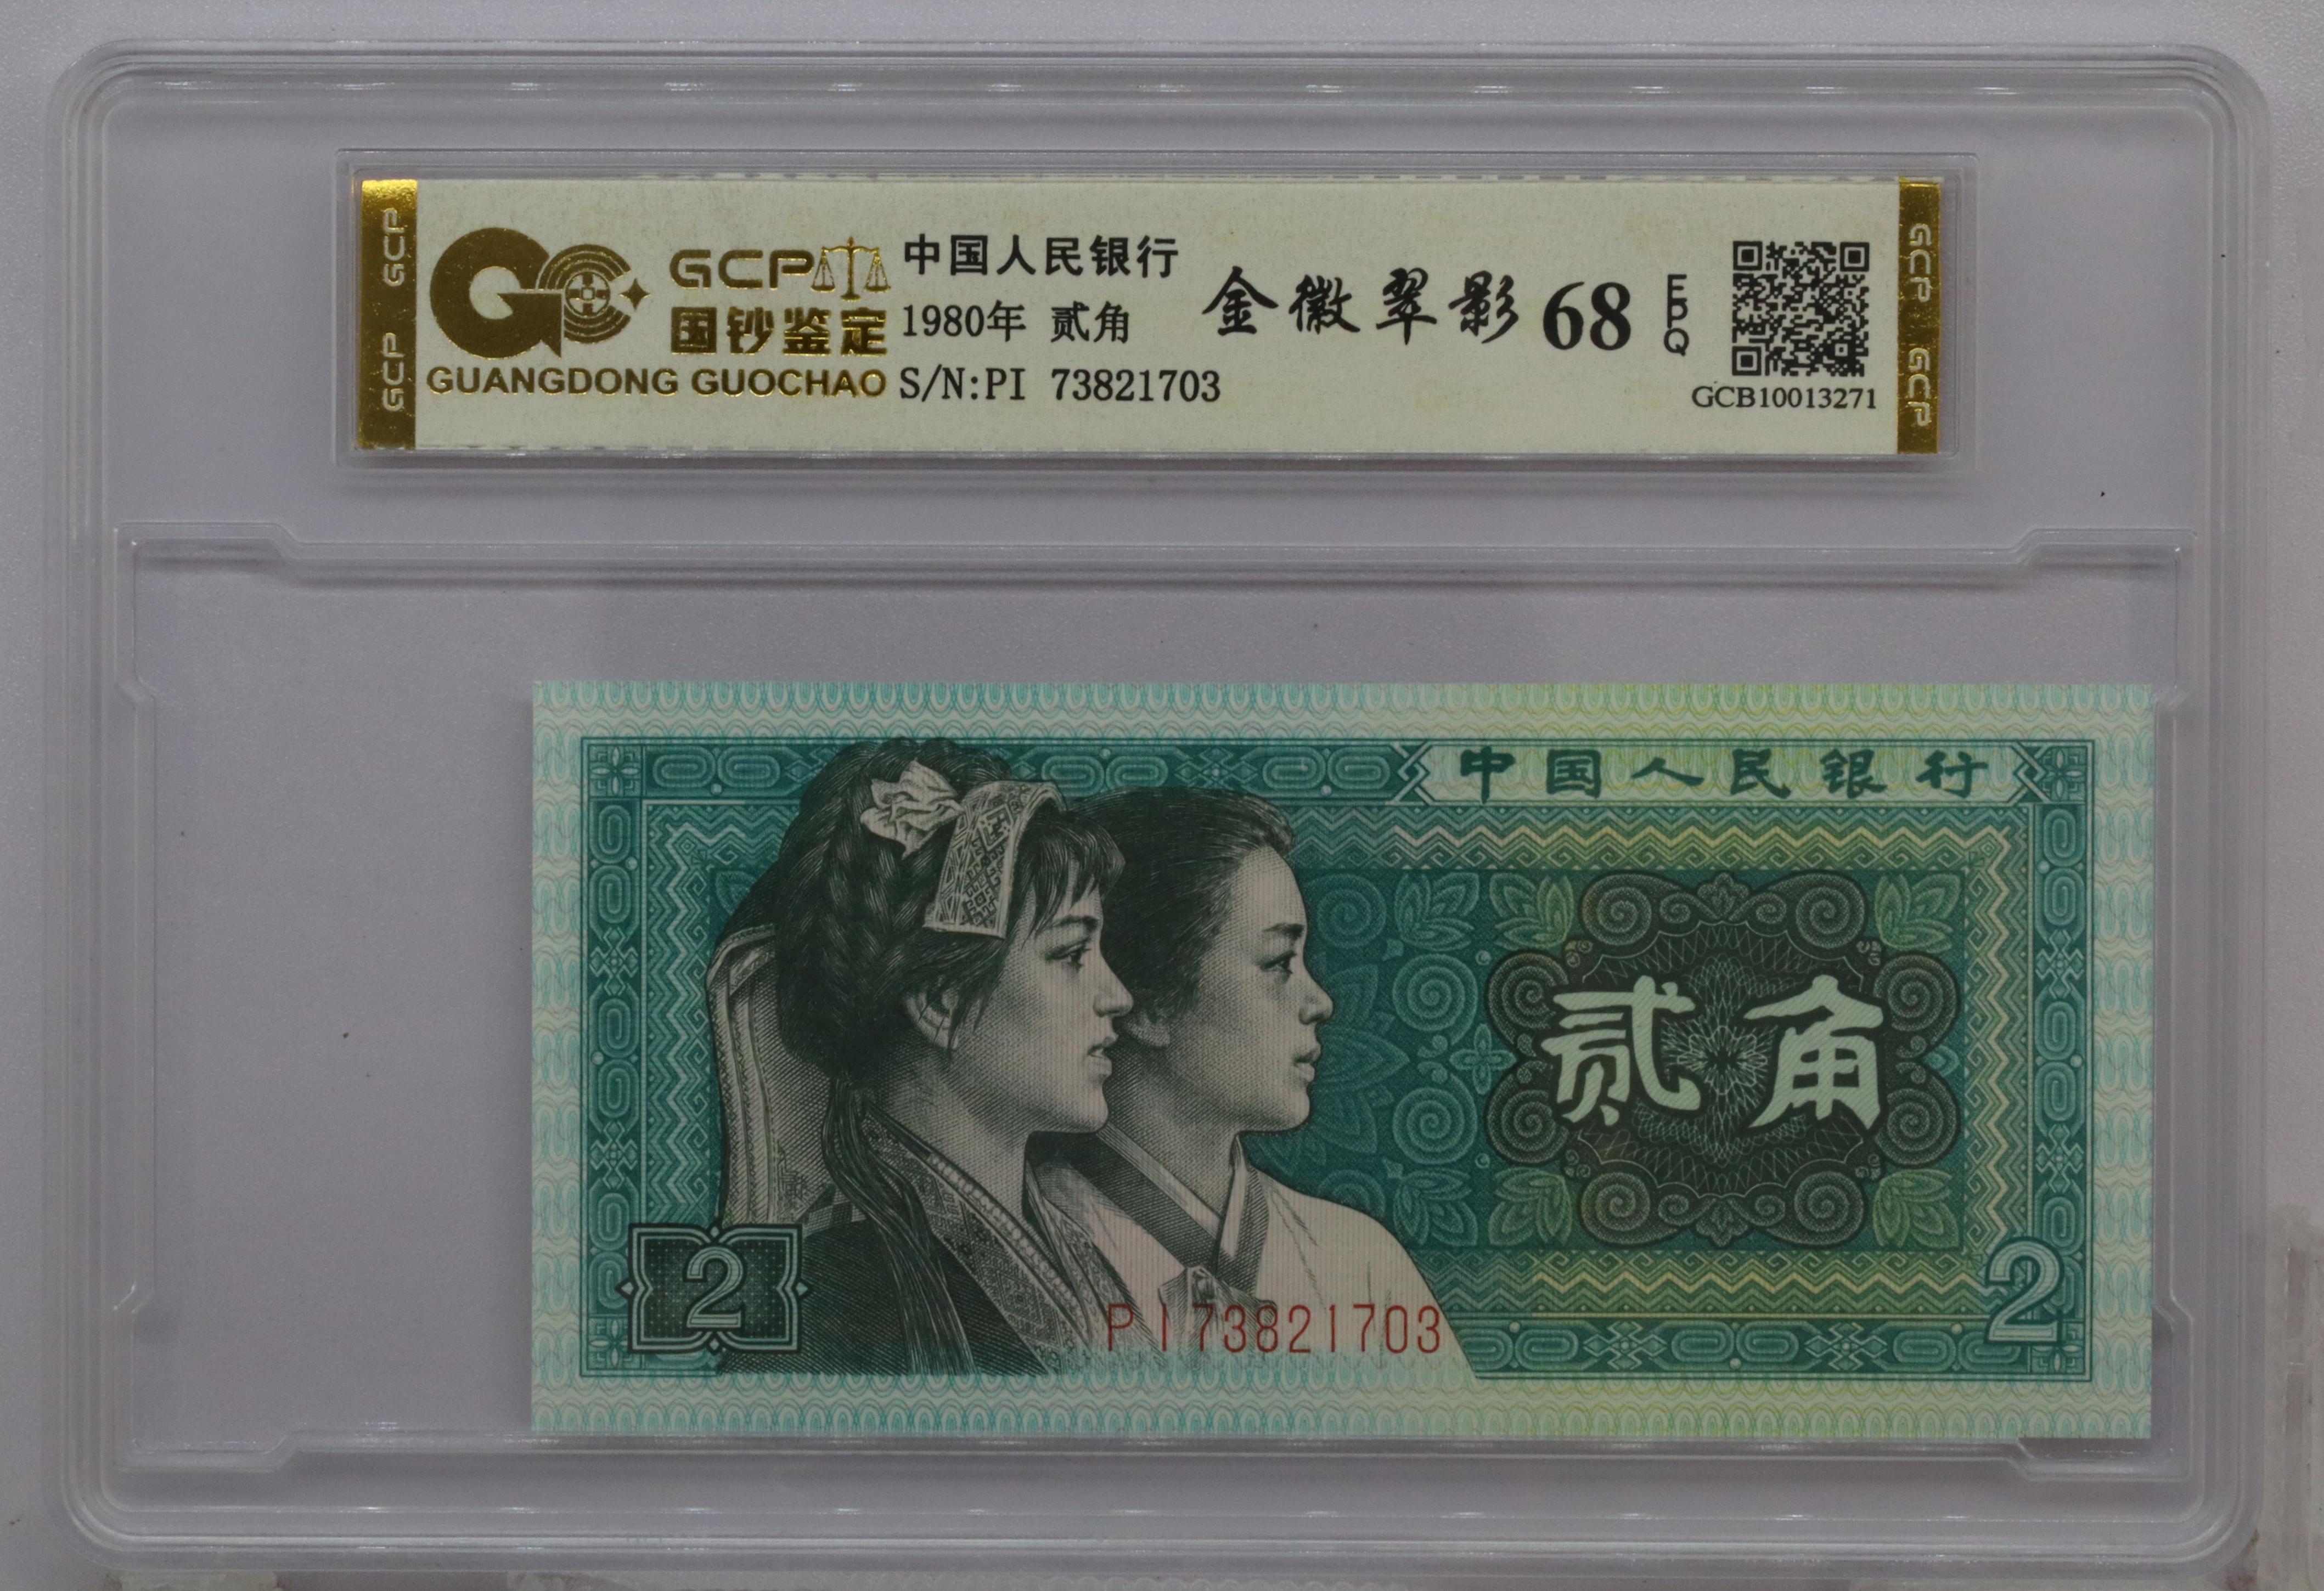 GCP GCP
GCP
国钞鉴定
GUANGDONG GUOCHAO
中国人民银行
1980年 贰角
S/N:PI 73821703
金徽翠影 68 EPQ
GCB10013271
GCP GCP
中国人民银行
贰角
2
2
PI73821703